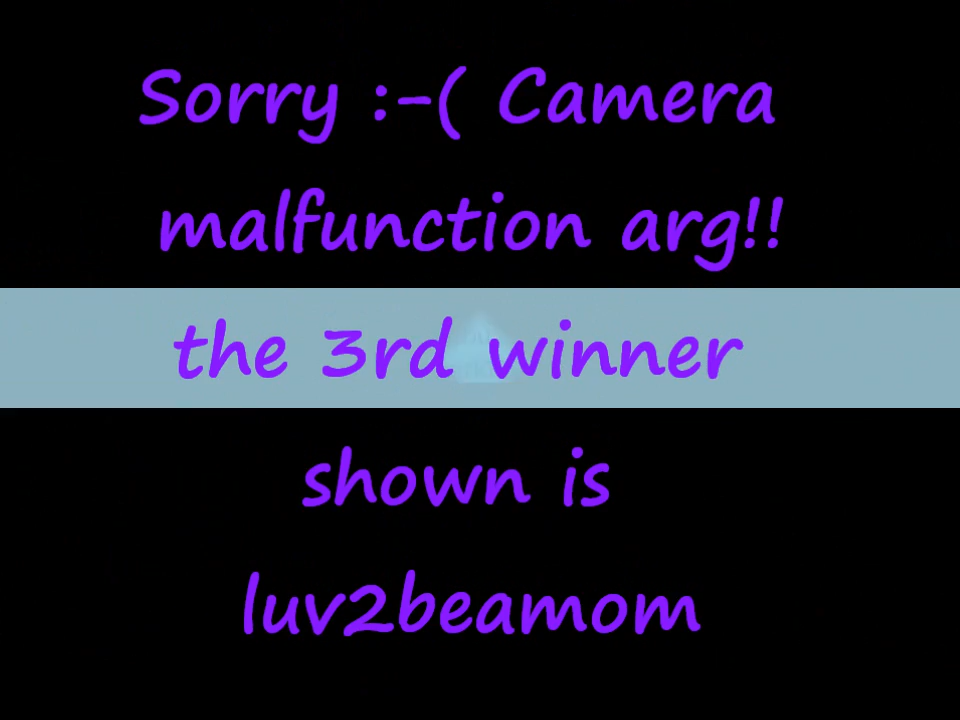 Sorry :-( Camera
malfunction arg!!
the 3rd winner
shown is
luv2beamom